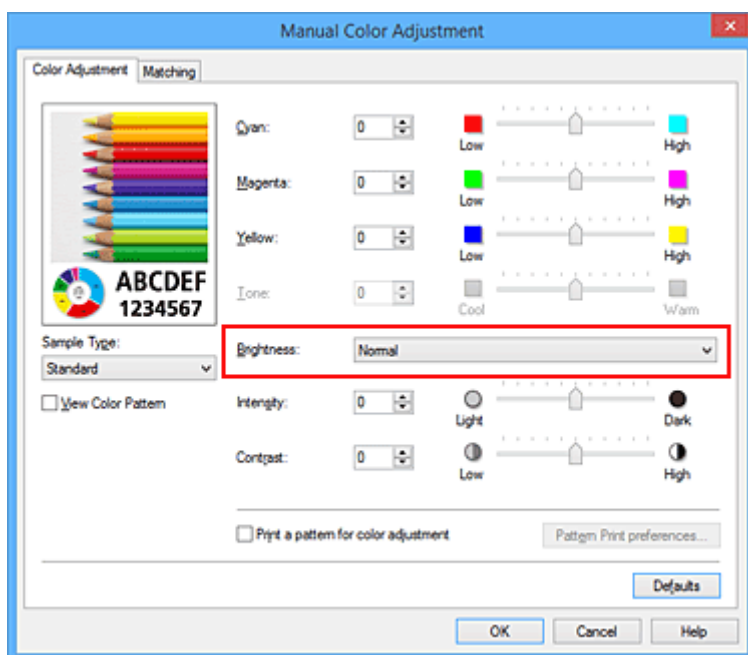 Manual Color Adjustment
Color Adjustment Matching
ABCDEF
1234567
Sample Type:
Standard
View Color Pattern
Cyan: 0 Low High
Magenta: 0 Low High
Yellow: 0 Low High
Tone: 0 Cool Warm
Brightness: Normal
Intensity: 0 Light Dark
Contrast: 0 Low High
Print a pattern for color adjustment Pattern Print preferences...
Defaults
OK Cancel Help